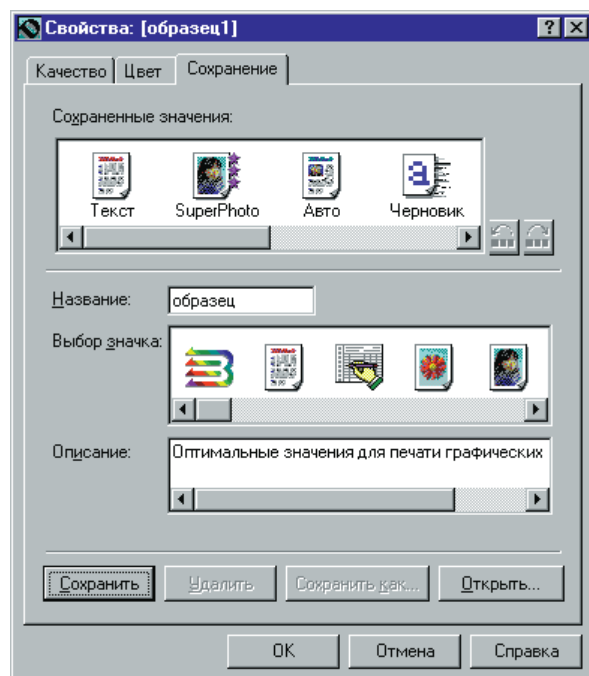 Свойства: [образец1]
Качество Цвет Сохранение
Сохраненные значения:
Текст SuperPhoto Авто Черновик
Название: образец
Выбор значка:
Описание: Оптимальные значения для печати графических
Сохранить Удалить Сохранить как... Открыть...
OK Отмена Справка